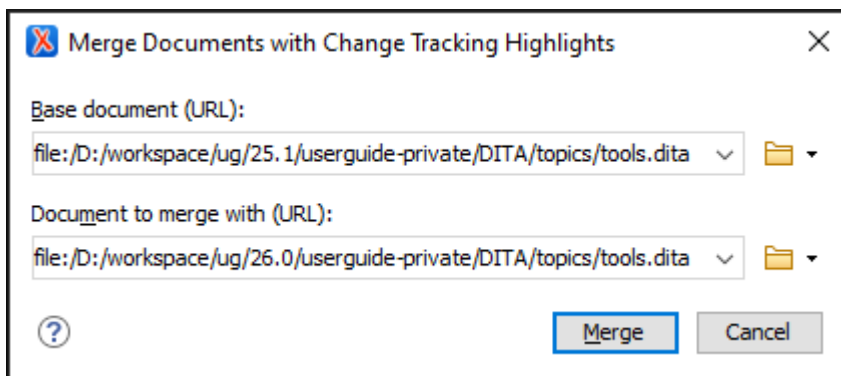 Merge Documents with Change Tracking Highlights
Base document (URL):
file:/D:/workspace/ug/25.1/userguide-private/DITA/topics/tools.dita
Document to merge with (URL):
file:/D:/workspace/ug/26.0/userguide-private/DITA/topics/tools.dita
? Merge Cancel